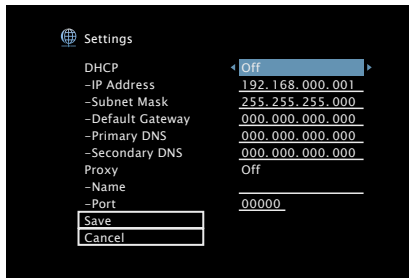 Settings
DHCP Off
–IP Address 192.168.000.001
–Subnet Mask 255.255.255.000
–Default Gateway 000.000.000.000
–Primary DNS 000.000.000.000
–Secondary DNS 000.000.000.000
Proxy Off
–Name
–Port 00000
Save
Cancel